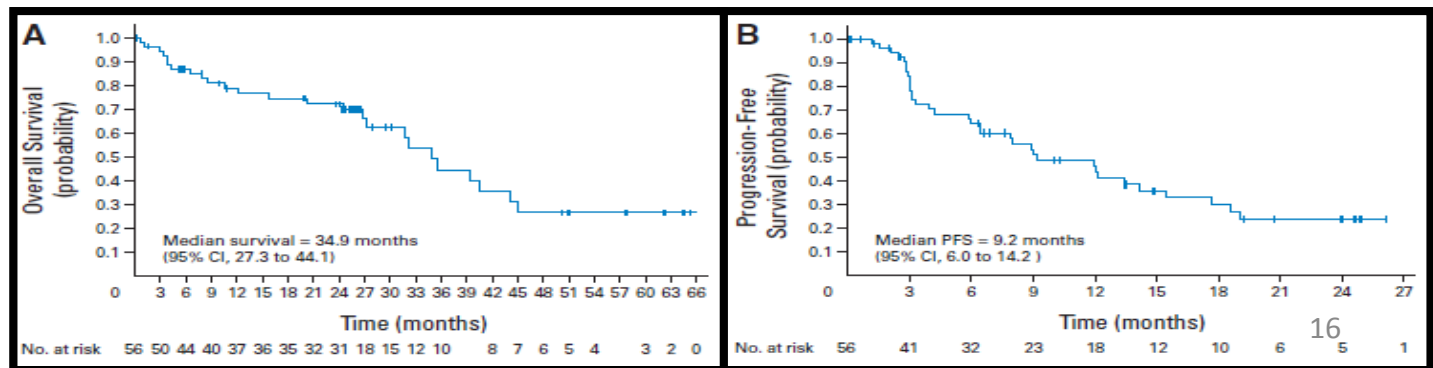 A
Overall Survival
(probability)
1.0
0.9
0.8
0.7
0.6
0.5
0.4
0.3
0.2
0.1
Median survival = 34.9 months
(95% CI, 27.3 to 44.1)
0 3 6 9 12 15 18 21 24 27 30 33 36 39 42 45 48 51 54 57 60 63 66
Time (months)
No. at risk 56 50 44 40 37 36 35 32 31 18 15 12 10 8 7 6 5 4 3 2 0
B
Progression-Free
Survival (probability)
1.0
0.9
0.8
0.7
0.6
0.5
0.4
0.3
0.2
0.1
Median PFS = 9.2 months
(95% CI, 6.0 to 14.2 )
0 3 6 9 12 15 18 21 24 27
Time (months)
16
No. at risk 56 41 32 23 18 12 10 6 5 1